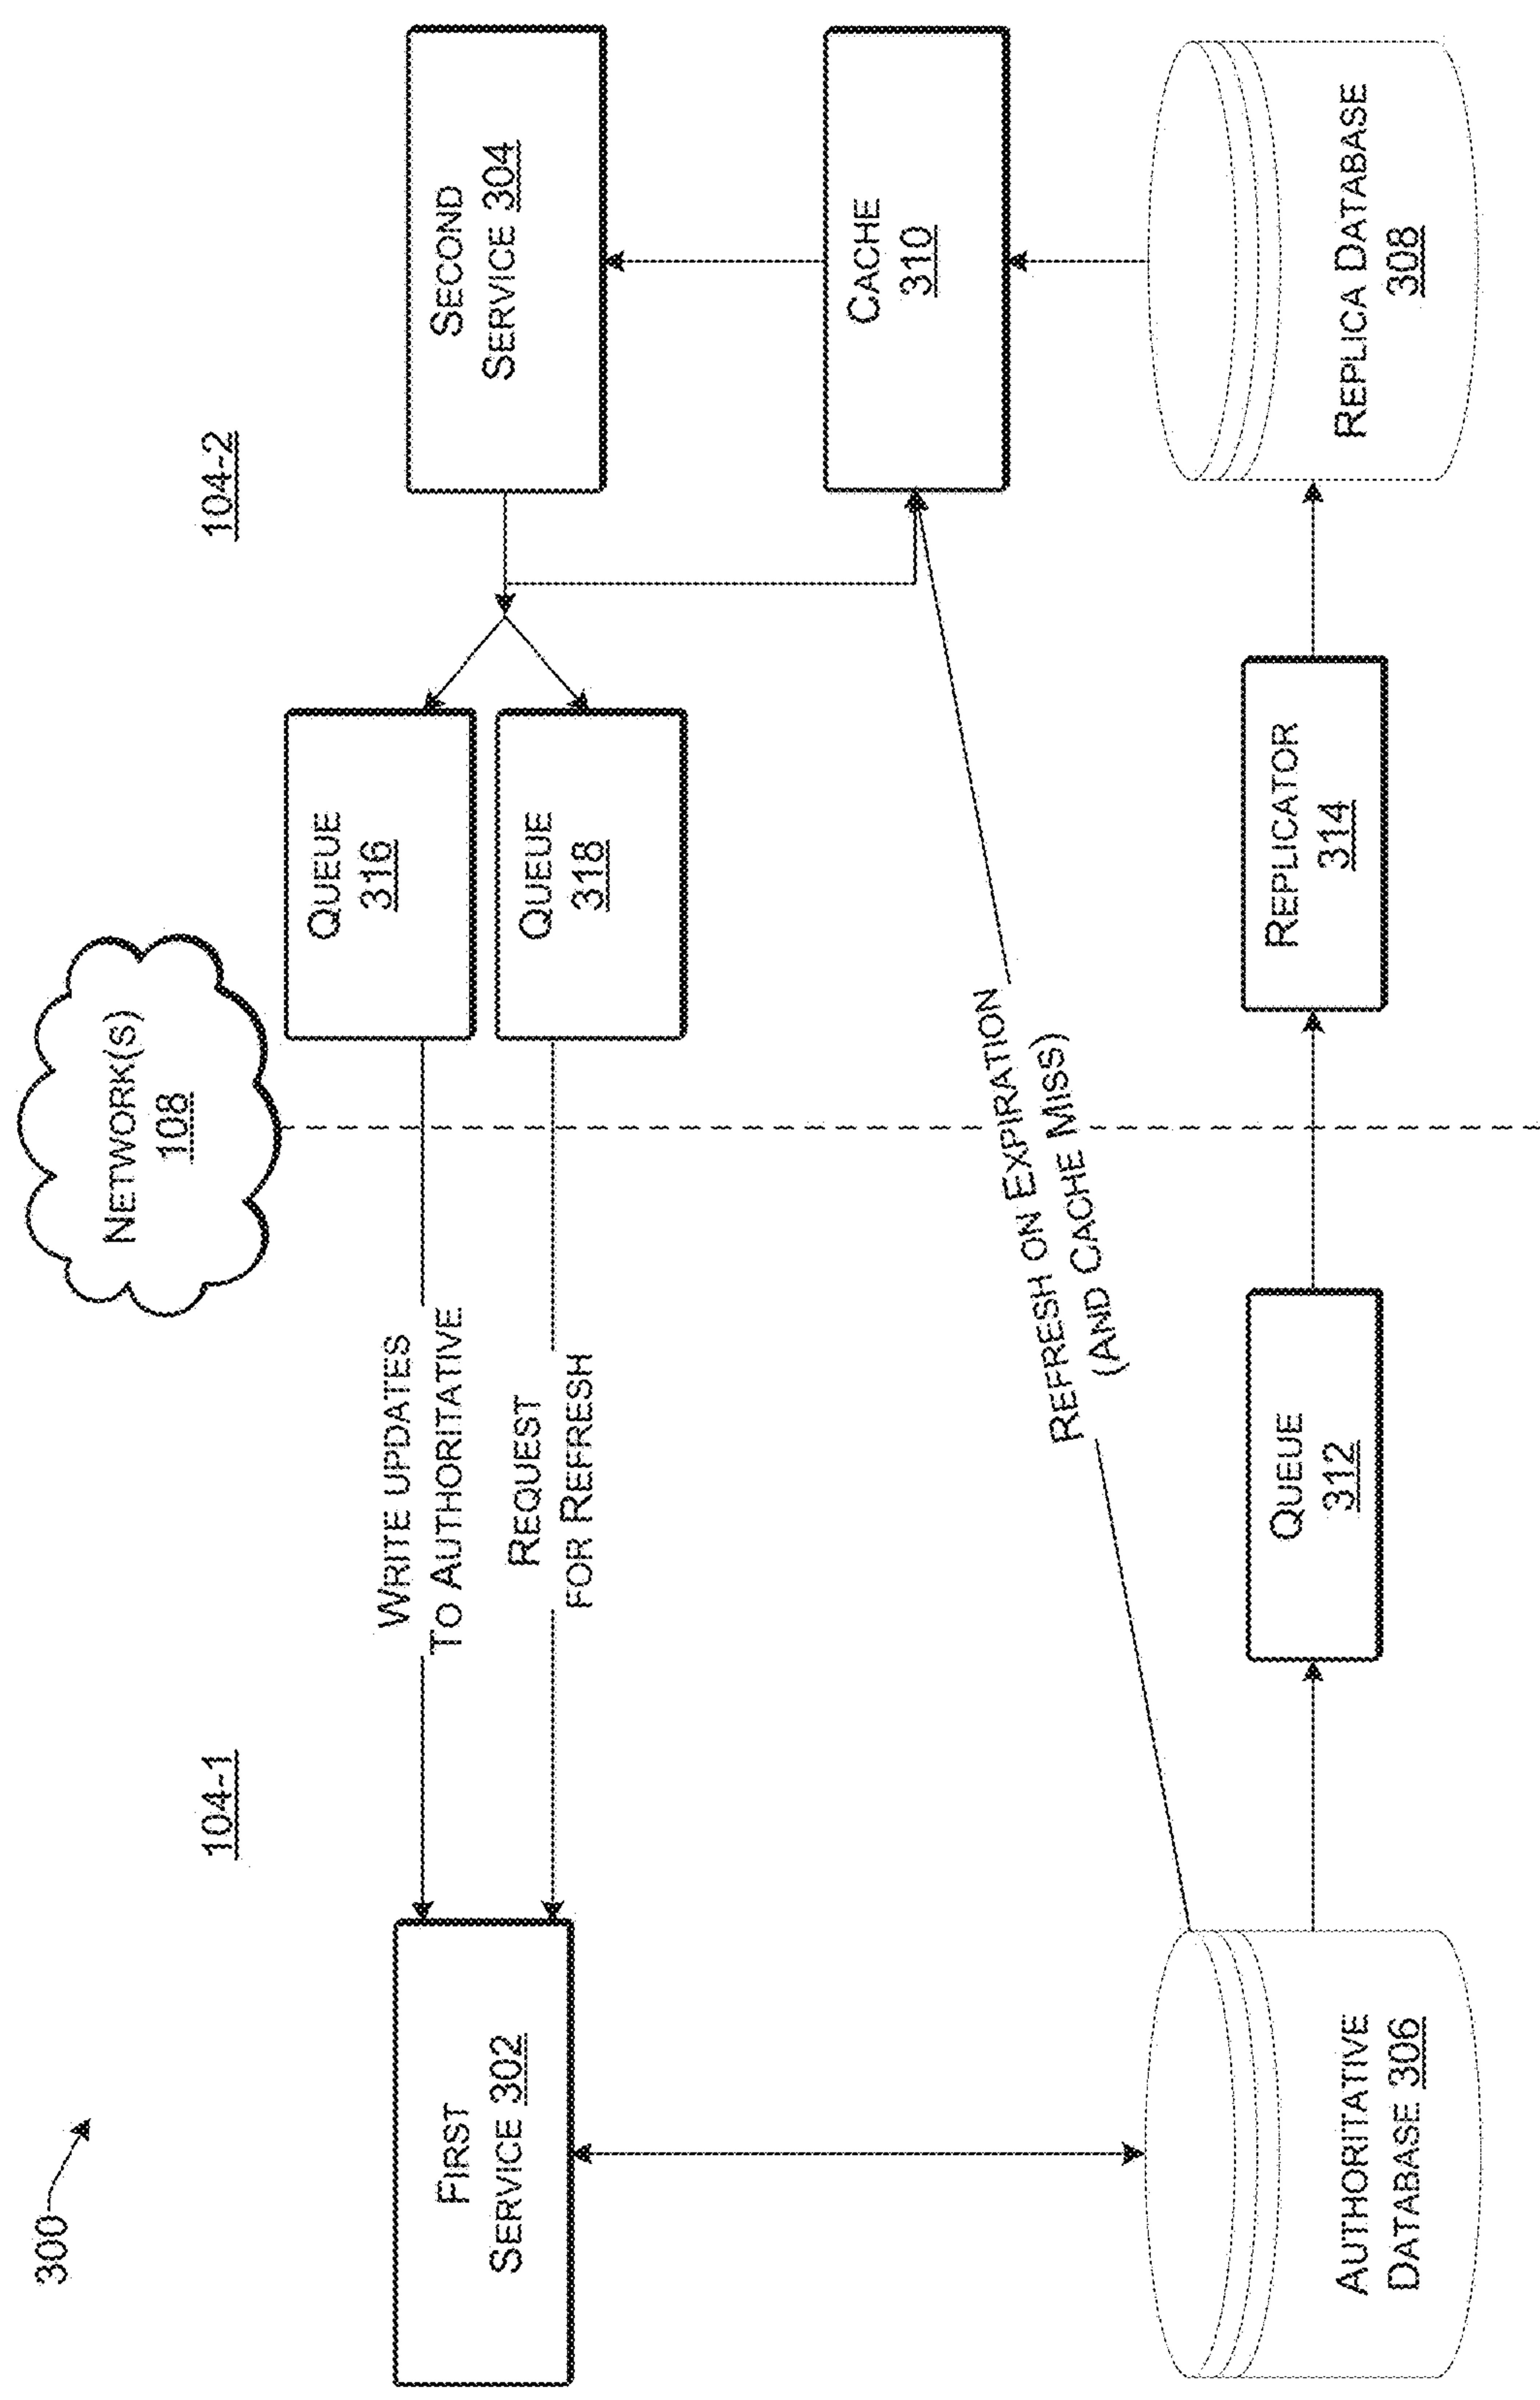 300
NETWORK(S)
108
104-1
104-2
FIRST
SERVICE 302
WRITE UPDATES
TO AUTHORITATIVE
REQUEST
FOR REFRESH
QUEUE
316
QUEUE
318
SECOND
SERVICE 304
REFRESH ON EXPIRATION
(AND CACHE MISS)
CACHE
310
AUTHORITATIVE
DATABASE 306
QUEUE
312
REPLICATOR
314
REPLICA DATABASE
308